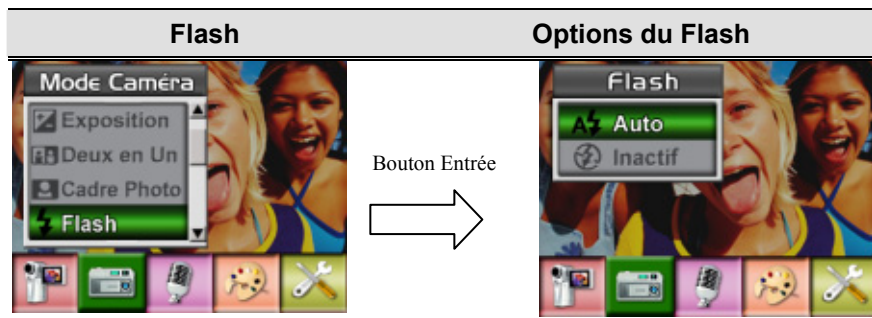 Flash
Options du Flash
Mode Caméra
Exposition
Deux en Un
Cadre Photo
Flash
Bouton Entrée
Flash
A Auto
Inactif